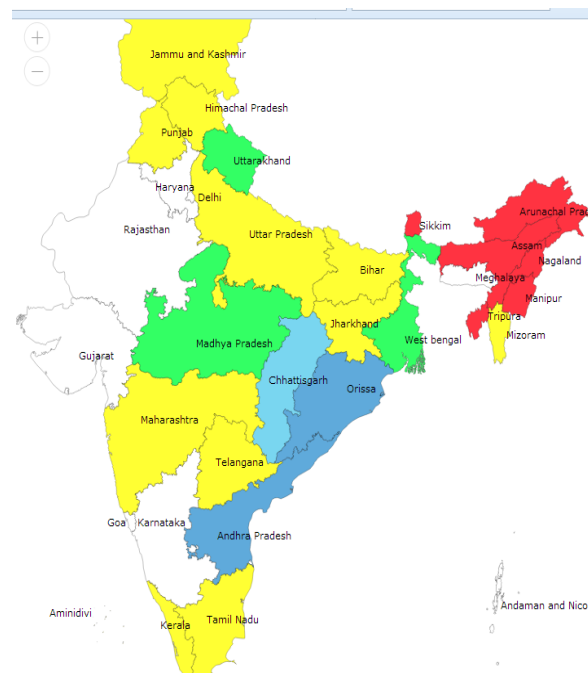 Jammu and Kashmir
Himachal Pradesh
Punjab
Uttarakhand
Haryana
Delhi
Rajasthan
Uttar Pradesh
Sikkim
Arunachal Prad
Assam
Bihar
Nagaland
Meghalaya
Manipur
Tripura
Jharkhand
Mizoram
West bengal
Madhya Pradesh
Gujarat
Chhattisgarh
Orissa
Maharashtra
Telangana
Goa
Karnataka
Andhra Pradesh
Andaman and Nico
Aminidivi
Kerala
Tamil Nadu